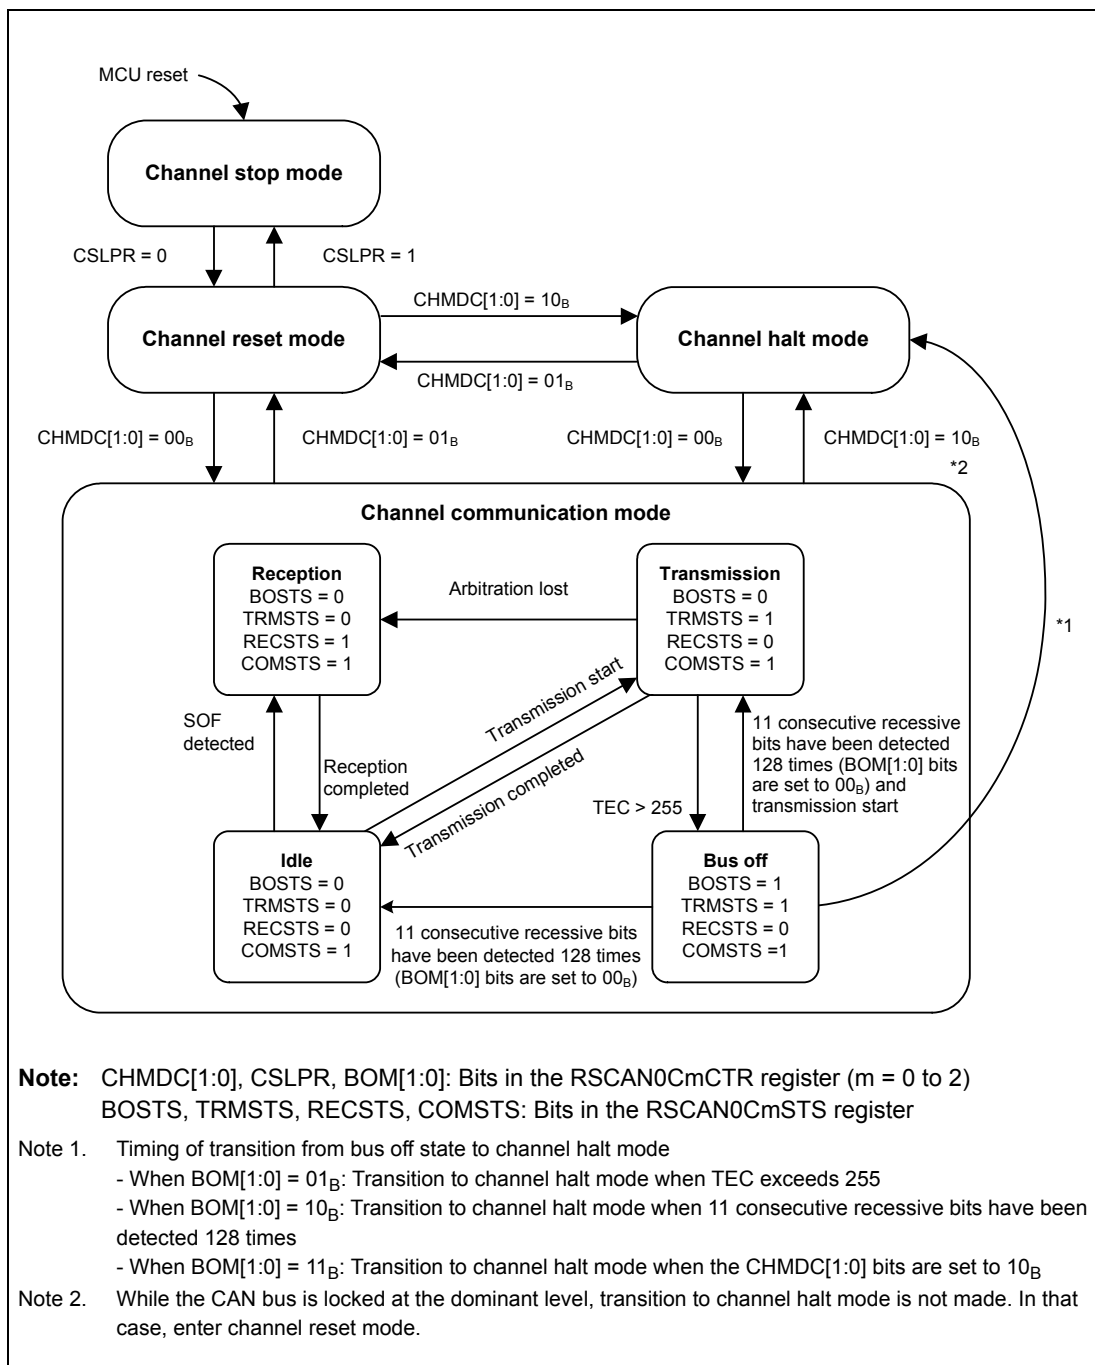 MCU reset
Channel stop mode
CSLPR = 0
CSLPR = 1
Channel reset mode
CHMDC[1:0] = 10B
CHMDC[1:0] = 01B
Channel halt mode
CHMDC[1:0] = 00B
CHMDC[1:0] = 01B
CHMDC[1:0] = 00B
CHMDC[1:0] = 10B
*2
*1
Channel communication mode
Reception
BOSTS = 0
TRMSTS = 0
RECSTS = 1
COMSTS = 1
Arbitration lost
Transmission
BOSTS = 0
TRMSTS = 1
RECSTS = 0
COMSTS = 1
SOF
detected
Reception
completed
Transmission start
Transmission completed
TEC > 255
11 consecutive recessive
bits have been detected
128 times (BOM[1:0] bits
are set to 00B) and
transmission start
Idle
BOSTS = 0
TRMSTS = 0
RECSTS = 0
COMSTS = 1
11 consecutive recessive bits
have been detected 128 times
(BOM[1:0] bits are set to 00B)
Bus off
BOSTS = 1
TRMSTS = 1
RECSTS = 0
COMSTS =1
Note: CHMDC[1:0], CSLPR, BOM[1:0]: Bits in the RSCAN0CmCTR register (m = 0 to 2)
BOSTS, TRMSTS, RECSTS, COMSTS: Bits in the RSCAN0CmSTS register
Note 1. Timing of transition from bus off state to channel halt mode
- When BOM[1:0] = 01B: Transition to channel halt mode when TEC exceeds 255
- When BOM[1:0] = 10B: Transition to channel halt mode when 11 consecutive recessive bits have been
detected 128 times
- When BOM[1:0] = 11B: Transition to channel halt mode when the CHMDC[1:0] bits are set to 10B
Note 2. While the CAN bus is locked at the dominant level, transition to channel halt mode is not made. In that
case, enter channel reset mode.